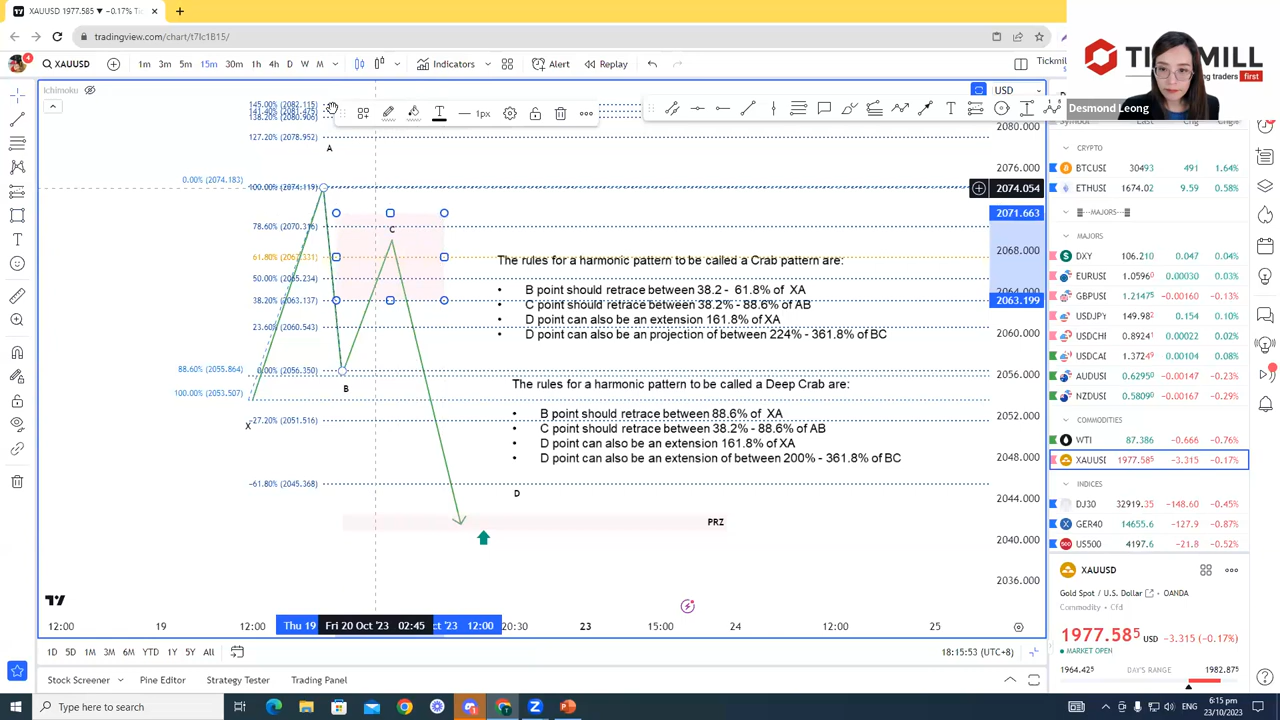 XAUUSD 1977.585 ▼ −0.17% Tickmill
tradingview.com/chart/t7Ic1B15/
XAUUSD
1m 3m 5m 15m 30m 1h 4h D W M
Indicators
Alert
Replay
TICKMILL
first
Desmond Leong
ichimoku
USD
1px
145.00% (2082.115)
138.20% (2080.906)
127.20% (2078.952)
0.00% (2074.183)
100.00% (2074.119)
78.60% (2070.316)
50.00% (2065.234)
38.20% (2063.137)
23.60% (2060.543)
0.00% (2056.350)
88.60% (2055.864)
100.00% (2053.507)
−27.20% (2051.516)
−61.80% (2045.368)
A
C
B
X
D
The rules for a harmonic pattern to be called a Crab pattern are:
• B point should retrace between 38.2 - 61.8% of XA
• C point should retrace between 38.2% - 88.6% of AB
• D point can also be an extension 161.8% of XA
• D point can also be an projection of between 224% - 361.8% of BC
The rules for a harmonic pattern to be called a Deep Crab are:
• B point should retrace between 88.6% of XA
• C point should retrace between 38.2% - 88.6% of AB
• D point can also be an extension 161.8% of XA
• D point can also be an extension of between 200% - 361.8% of BC
PRZ
2080.000
2076.000
2074.054
2071.663
2068.000
2063.199
2060.000
2056.000
2052.000
2048.000
2044.000
2040.000
2036.000
12:00 19 12:00 Thu 19 Fri 20 Oct '23 02:45 12:00 20:30 23 15:00 24 12:00 25
1D 5D 1M 3M 6M YTD 1Y 5Y All
18:15:53 (UTC+8)
Stock Screener Pine Editor Strategy Tester Trading Panel
CRYPTO
BTCUSD 30493 491 1.64%
ETHUSD 1674.02 9.59 0.58%
MAJORS
MAJORS
DXY 106.210 0.047 0.04%
EURUSD 1.0596⁰ 0.00030 0.03%
GBPUSD 1.2147⁵ −0.00160 −0.13%
USDJPY 149.98² 0.154 0.10%
USDCHF 0.8924¹ 0.00022 0.02%
USDCAD 1.3724⁹ 0.00104 0.08%
AUDUSD 0.6295⁰ −0.00147 −0.23%
NZDUSD 0.5809⁰ −0.00167 −0.29%
COMMODITIES
WTI 87.386 −0.666 −0.76%
XAUUSD 1977.58⁵ −3.315 −0.17%
INDICES
DJ30 32919.35 −148.60 −0.45%
GER40 14655.6 −127.9 −0.87%
US500 4197.6 −21.8 −0.52%
XAUUSD
Gold Spot / U.S. Dollar • OANDA
Commodity • Cfd
1977.58⁵ USD −3.315 (−0.17%)
MARKET OPEN
1964.42⁵ DAY'S RANGE 1982.87⁵
Type here to search
ENG
6:15 pm
23/10/2023